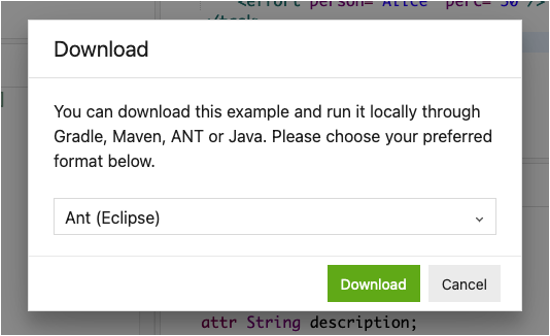 <effort person="Alice" perc="50"/>
Download
You can download this example and run it locally through
Gradle, Maven, ANT or Java. Please choose your preferred
format below.
Ant (Eclipse)
Download
Cancel
attr String description;